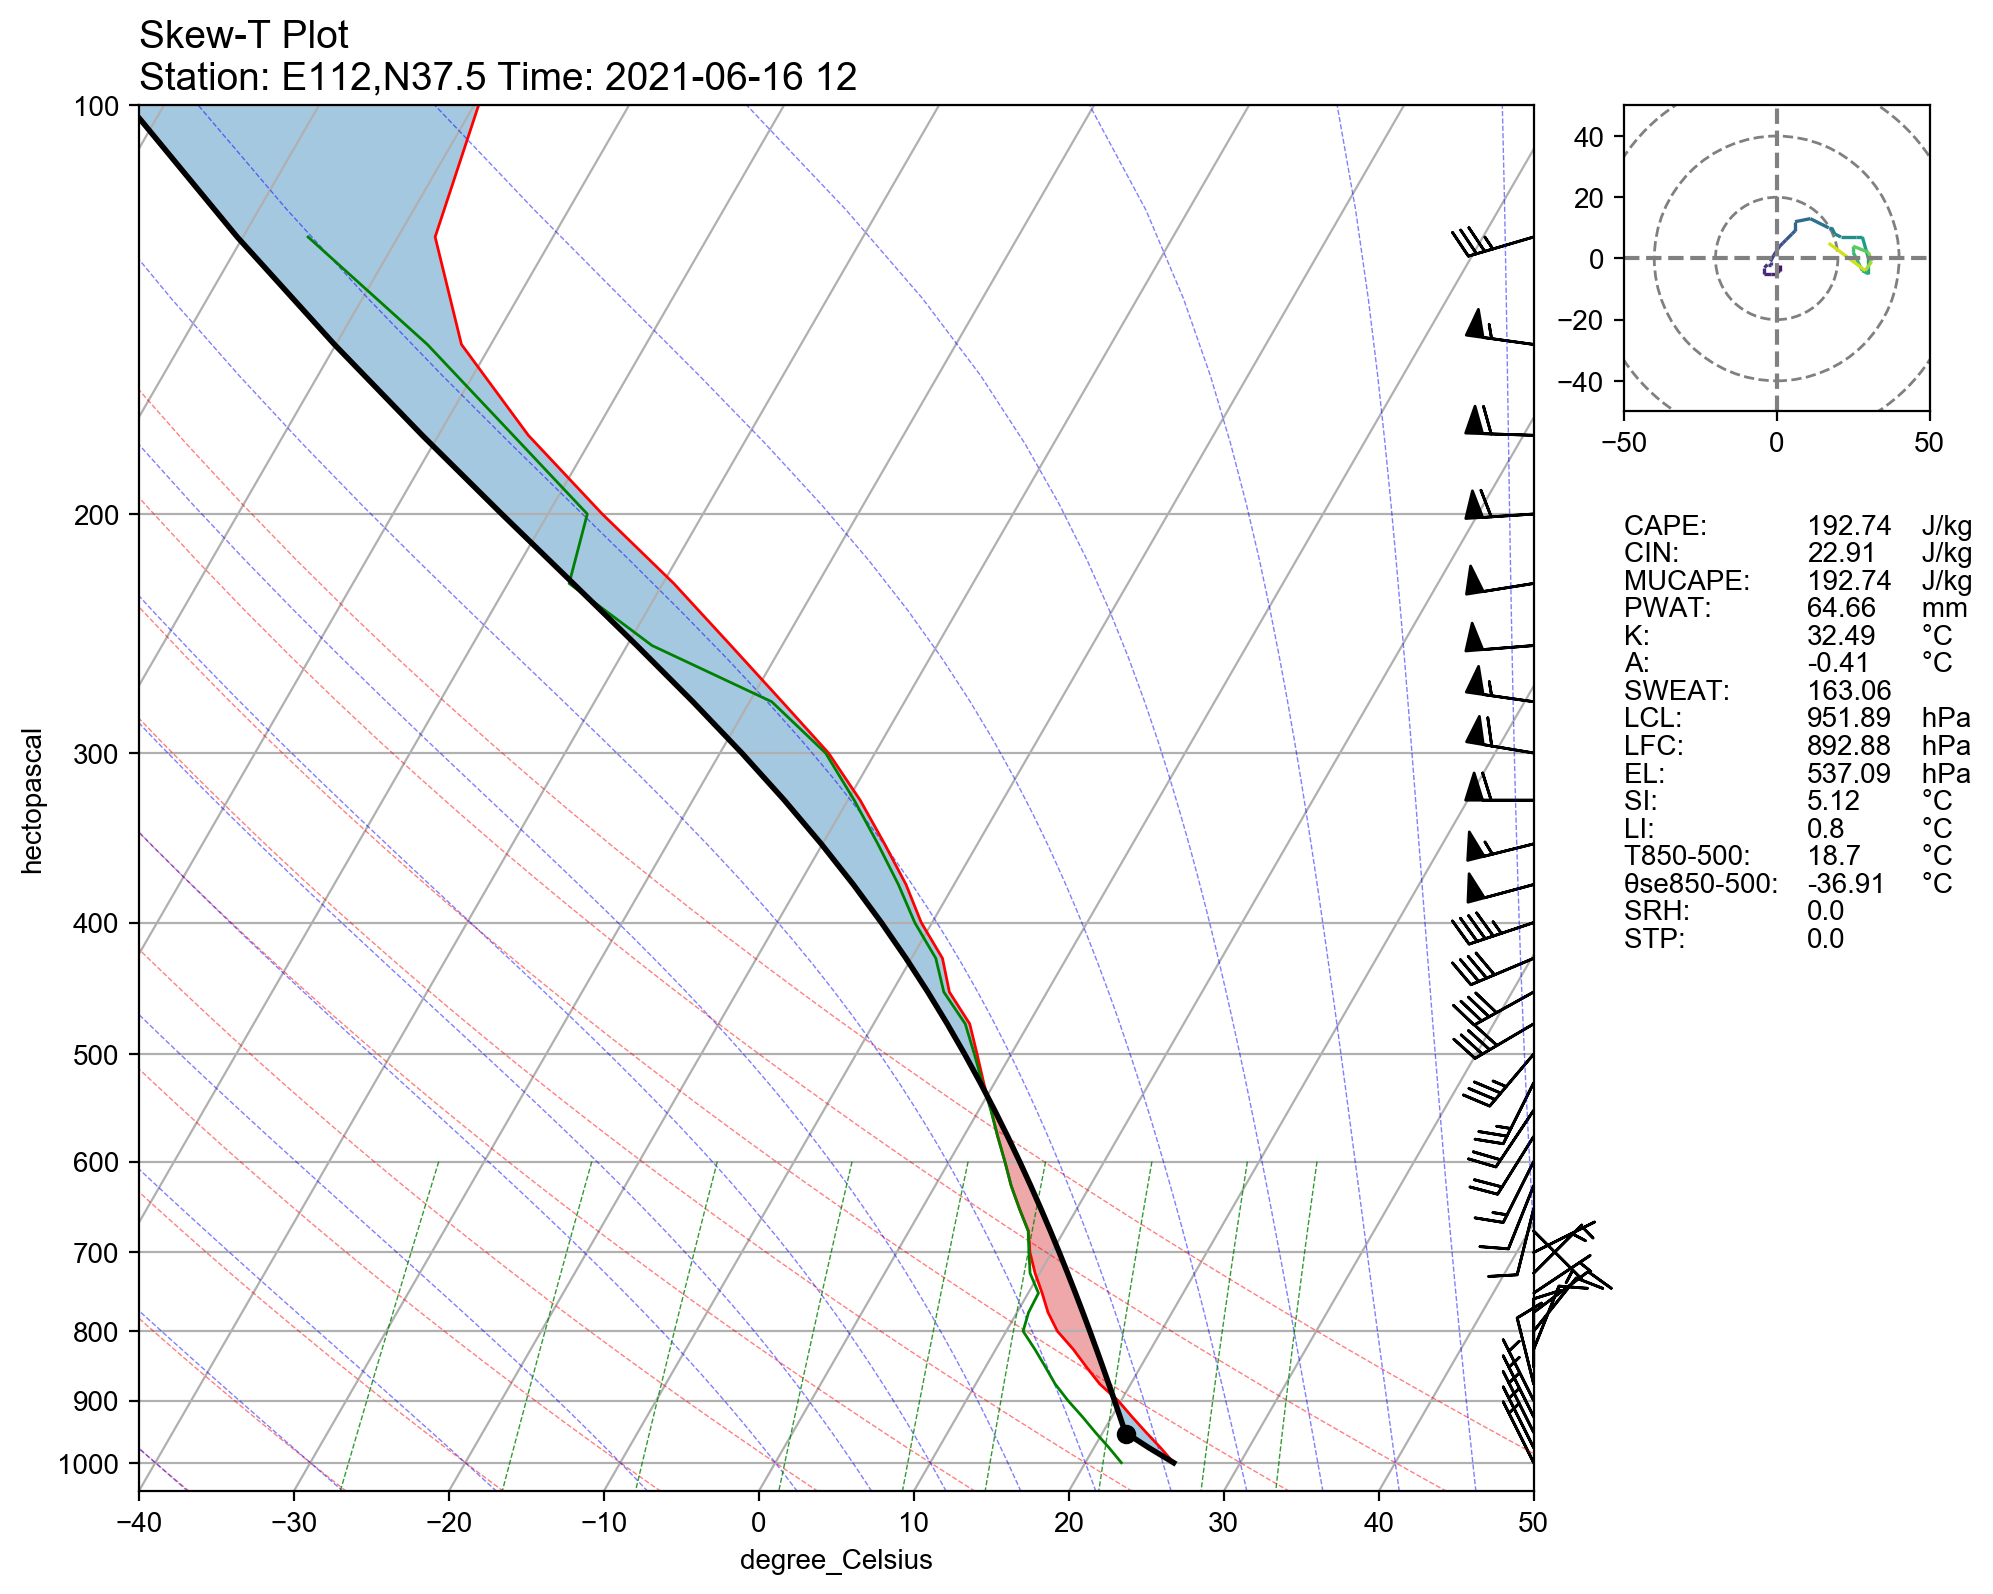 Skew-T Plot
Station: E112,N37.5 Time: 2021-06-16 12
100
200
300
400
500
600
700
800
900
1000
hectopascal
−40 −30 −20 −10 0 10 20 30 40 50
degree_Celsius
40
20
0
−20
−40
−50 0 50
CAPE: 192.74 J/kg
CIN: 22.91 J/kg
MUCAPE: 192.74 J/kg
PWAT: 64.66 mm
K: 32.49 °C
A: -0.41 °C
SWEAT: 163.06
LCL: 951.89 hPa
LFC: 892.88 hPa
EL: 537.09 hPa
SI: 5.12 °C
LI: 0.8 °C
T850-500: 18.7 °C
θse850-500: -36.91 °C
SRH: 0.0
STP: 0.0